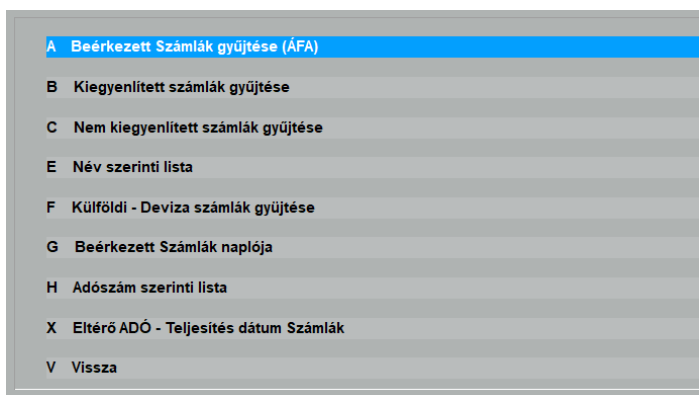 A Beérkezett Számlák gyűjtése (ÁFA)
B Kiegyenlített számlák gyűjtése
C Nem kiegyenlített számlák gyűjtése
E Név szerinti lista
F Külföldi - Deviza számlák gyüjtése
G Beérkezett Számlák naplója
H Adószám szerinti lista
X Eltérő ADÓ - Teljesítés dátum Számlák
V Vissza